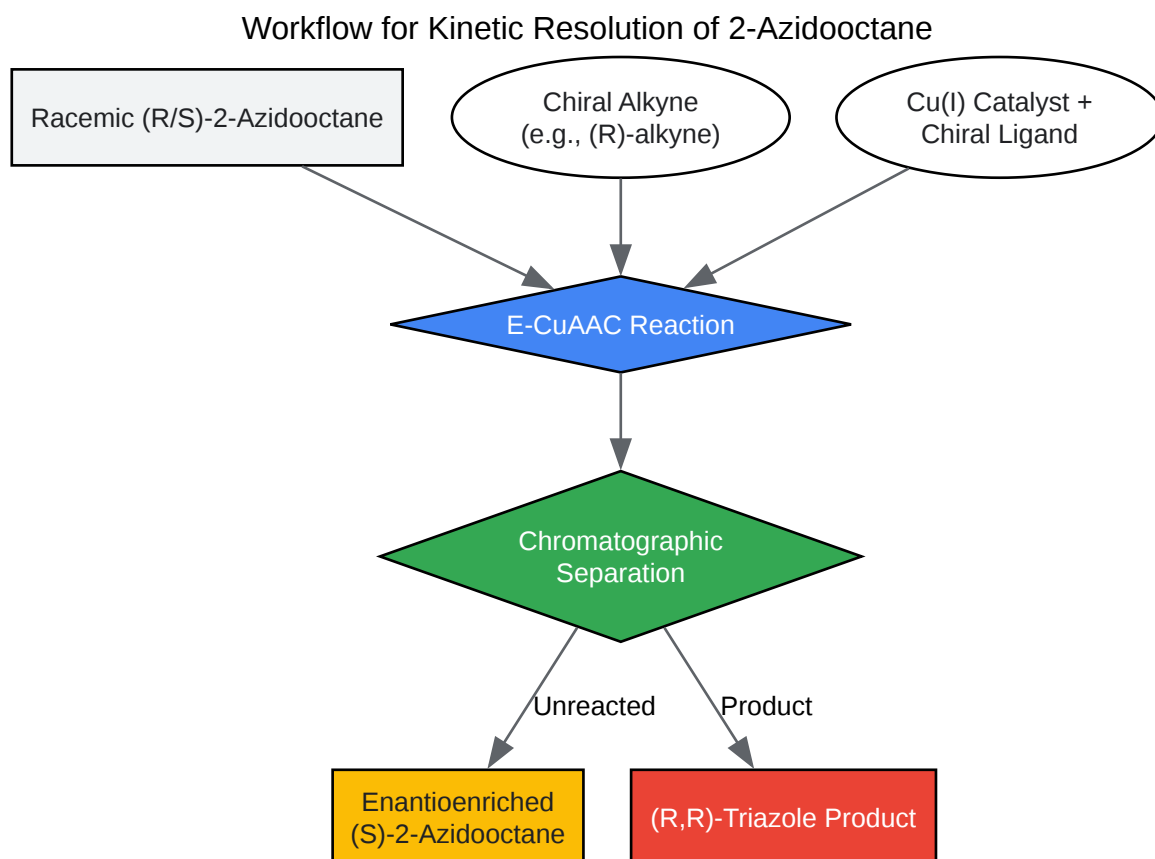 Workflow for Kinetic Resolution of 2-Azidooctane
Racemic (R/S)-2-Azidooctane
Chiral Alkyne
(e.g., (R)-alkyne)
Cu(I) Catalyst +
Chiral Ligand
E-CuAAC Reaction
Chromatographic
Separation
Unreacted
Product
Enantioenriched
(S)-2-Azidooctane
(R,R)-Triazole Product